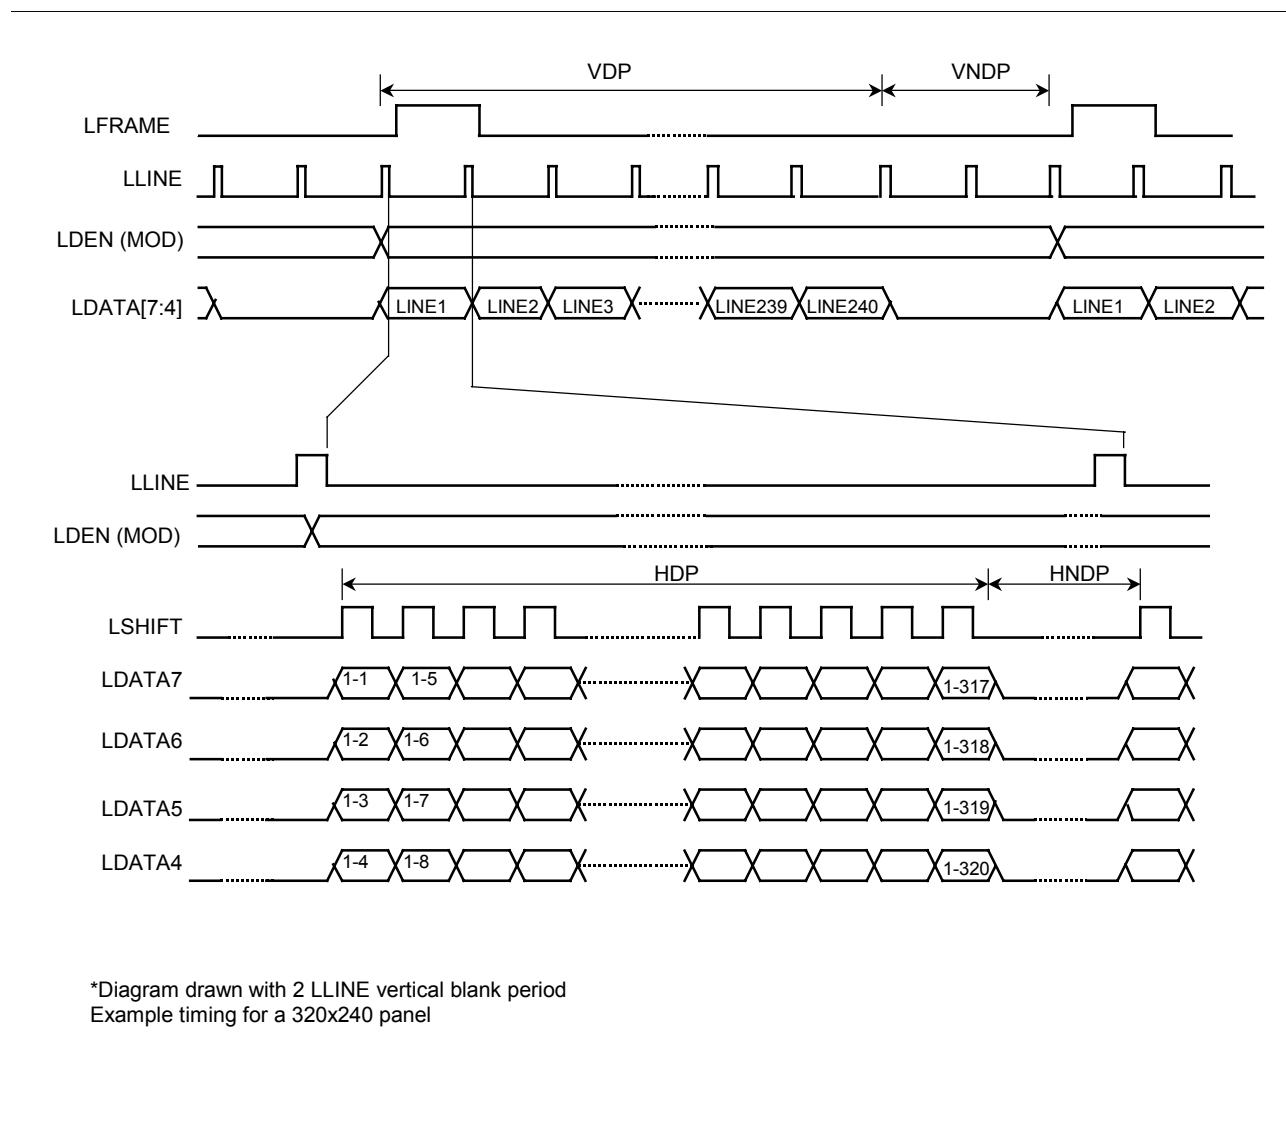 VDP VNDP
LFRAME
LLINE
LDEN (MOD)
LDATA[7:4] LINE1 LINE2 LINE3 LINE239 LINE240 LINE1 LINE2
LLINE
LDEN (MOD)
HDP HNDP
LSHIFT
LDATA7 1-1 1-5 1-317
LDATA6 1-2 1-6 1-318
LDATA5 1-3 1-7 1-319
LDATA4 1-4 1-8 1-320
*Diagram drawn with 2 LLINE vertical blank period
Example timing for a 320x240 panel